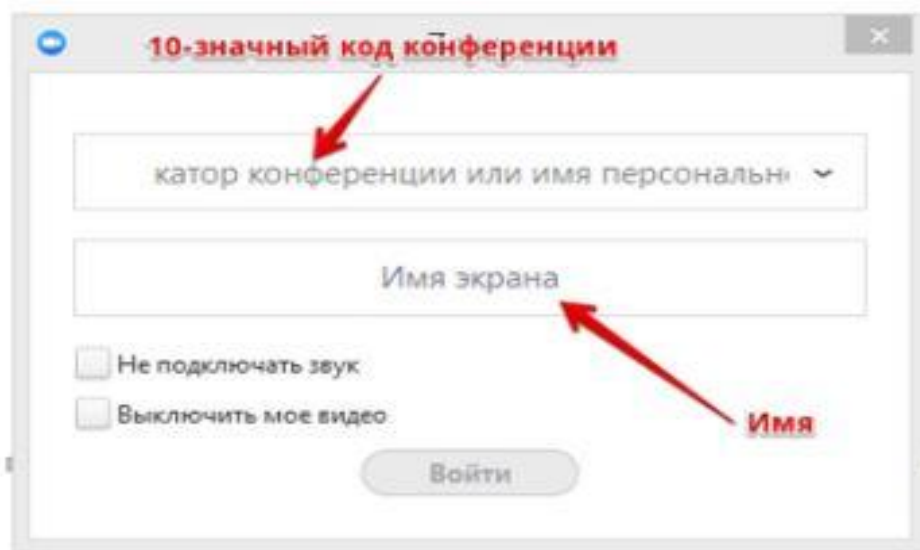 10-значный код конференции
катор конференции или имя персональн
Имя экрана
Не подключать звук
Выключить мое видео
Имя
Войти